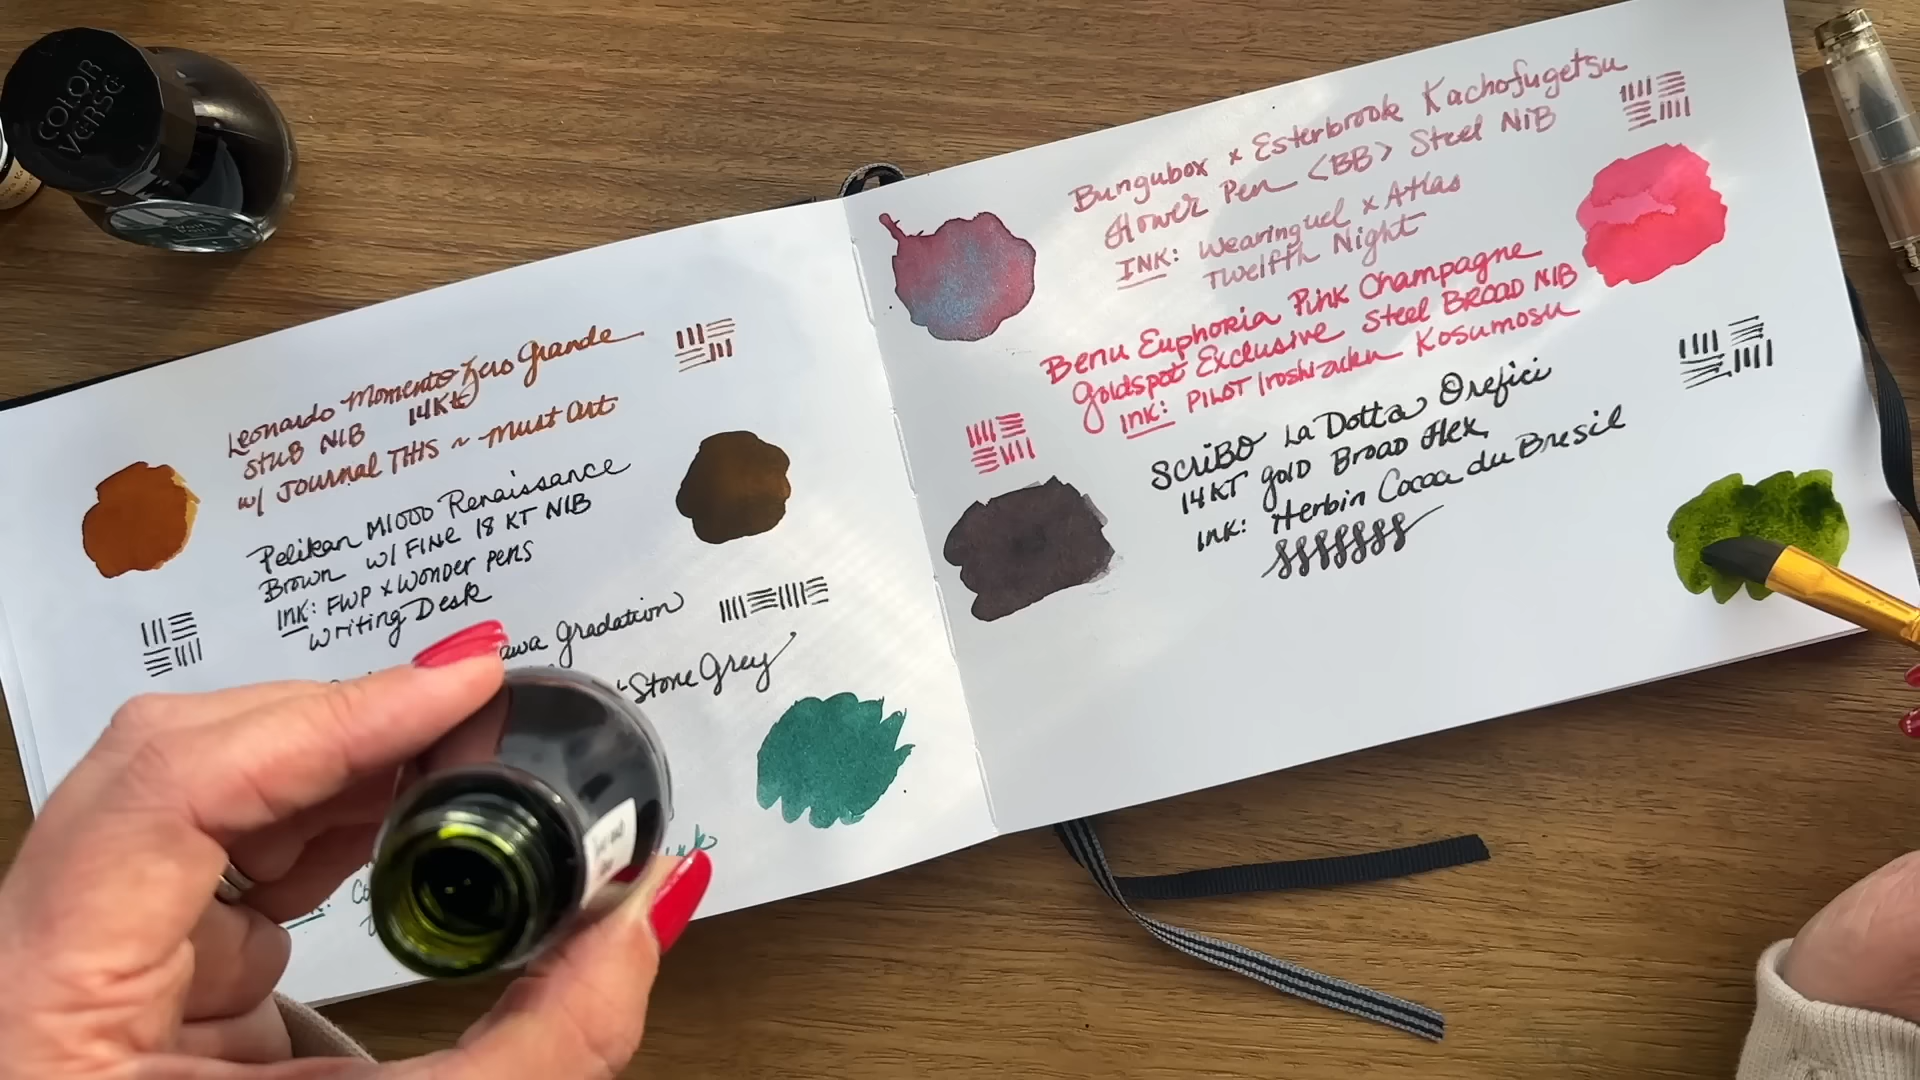 COLOR
VERSE
Leonardo Momento Zero Grande
STUB NIB 14Kt
w/ JOURNAL THIS ~ Must Art
Pelikan M1000 Renaissance
Brown w/ FINE 18 KT NIB
INK: FWP x Wonder pens
Writing Desk
Gradation
Stone Grey
Bungubox x Esterbrook Kachofugetsu
Flower Pen <BB> Steel NIB
INK: Wearingeul x Atlas
Twelfth Night
Benu Euphoria Pink Champagne
Goldspot Exclusive Steel BROAD NIB
INK: PILOT Iroshizuku Kosumosu
SCRIBO La Dotta Orefici
14KT gold Broad Flex
INK: Herbin Cocoa du Bresil